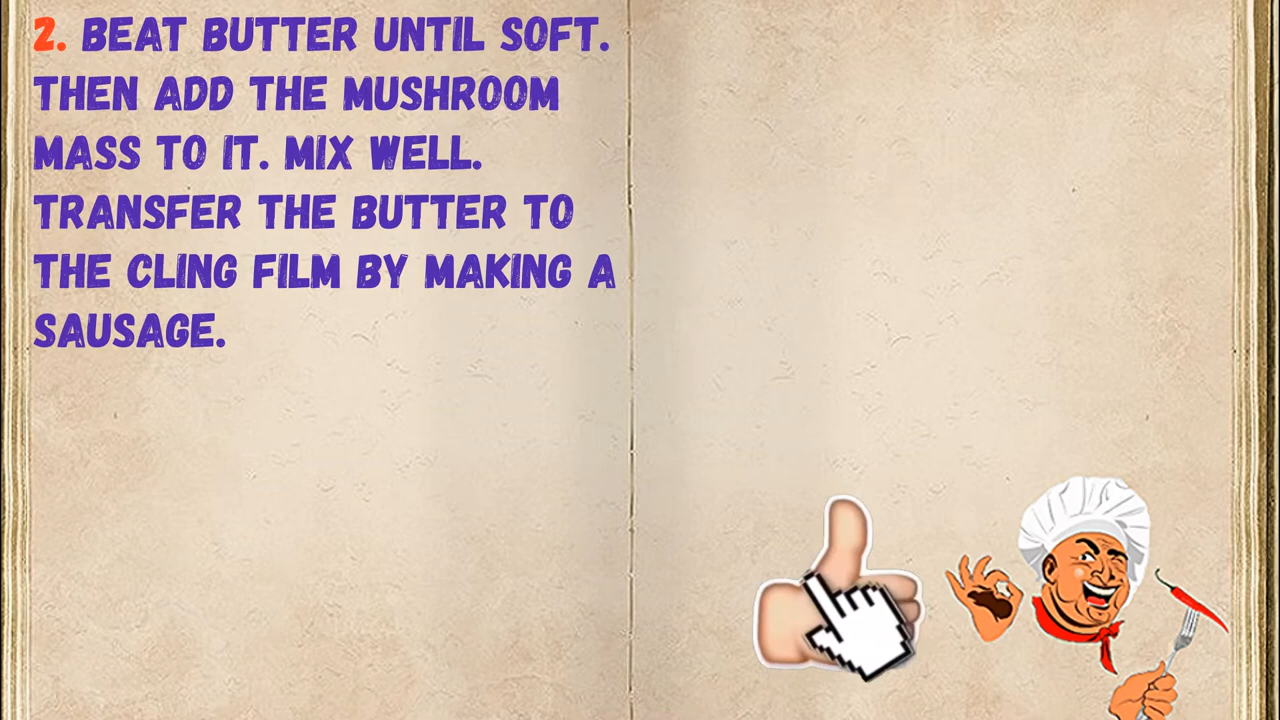 2. BEAT BUTTER UNTIL SOFT.
THEN ADD THE MUSHROOM
MASS TO IT. MIX WELL.
TRANSFER THE BUTTER TO
THE CLING FILM BY MAKING A
SAUSAGE.